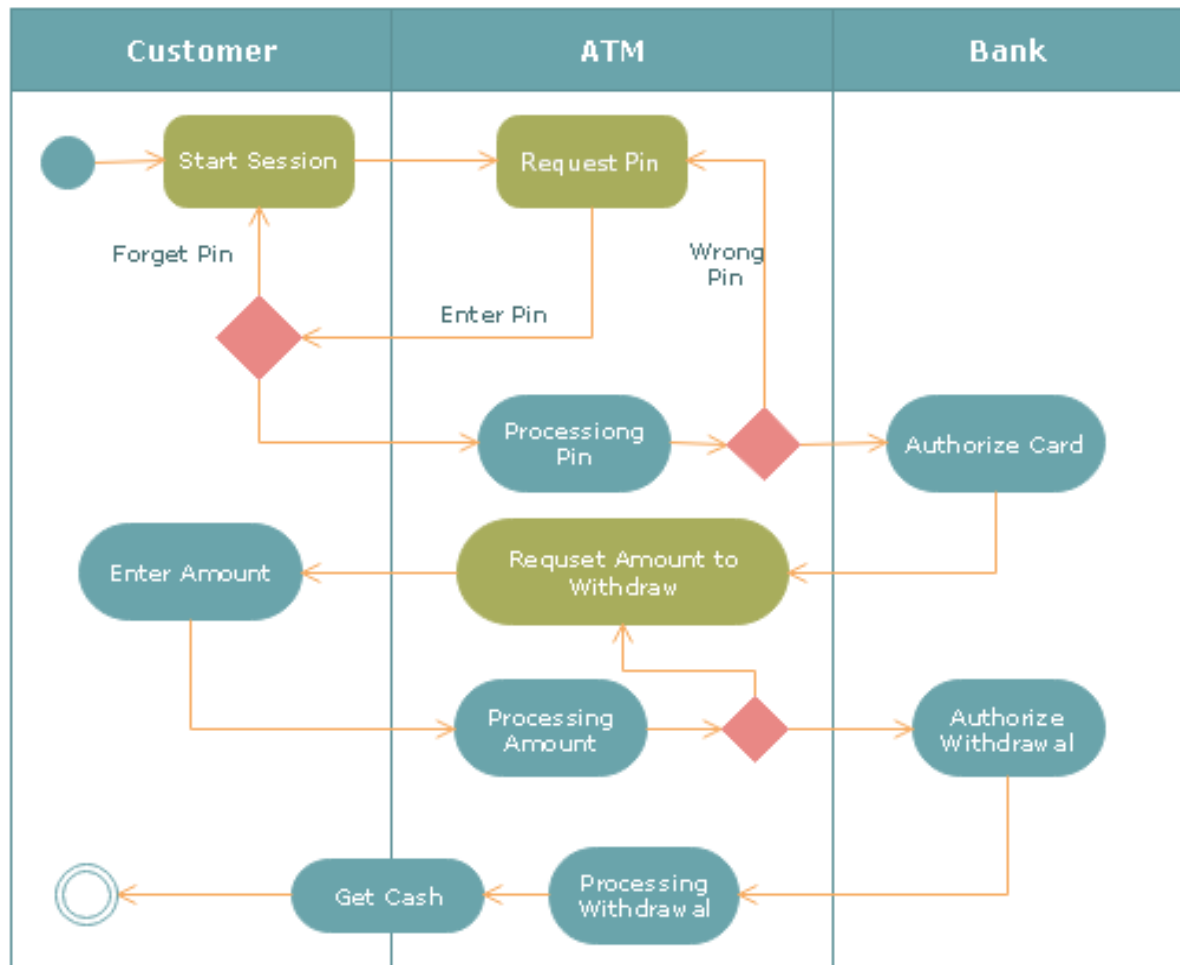 Customer
ATM
Bank
Start Session
Request Pin
Forget Pin
Wrong
Pin
Enter Pin
Processiong
Pin
Authorize Card
Enter Amount
Requset Amount to
Withdraw
Processing
Amount
Authorize
Withdrawal
Get Cash
Processing
Withdrawal